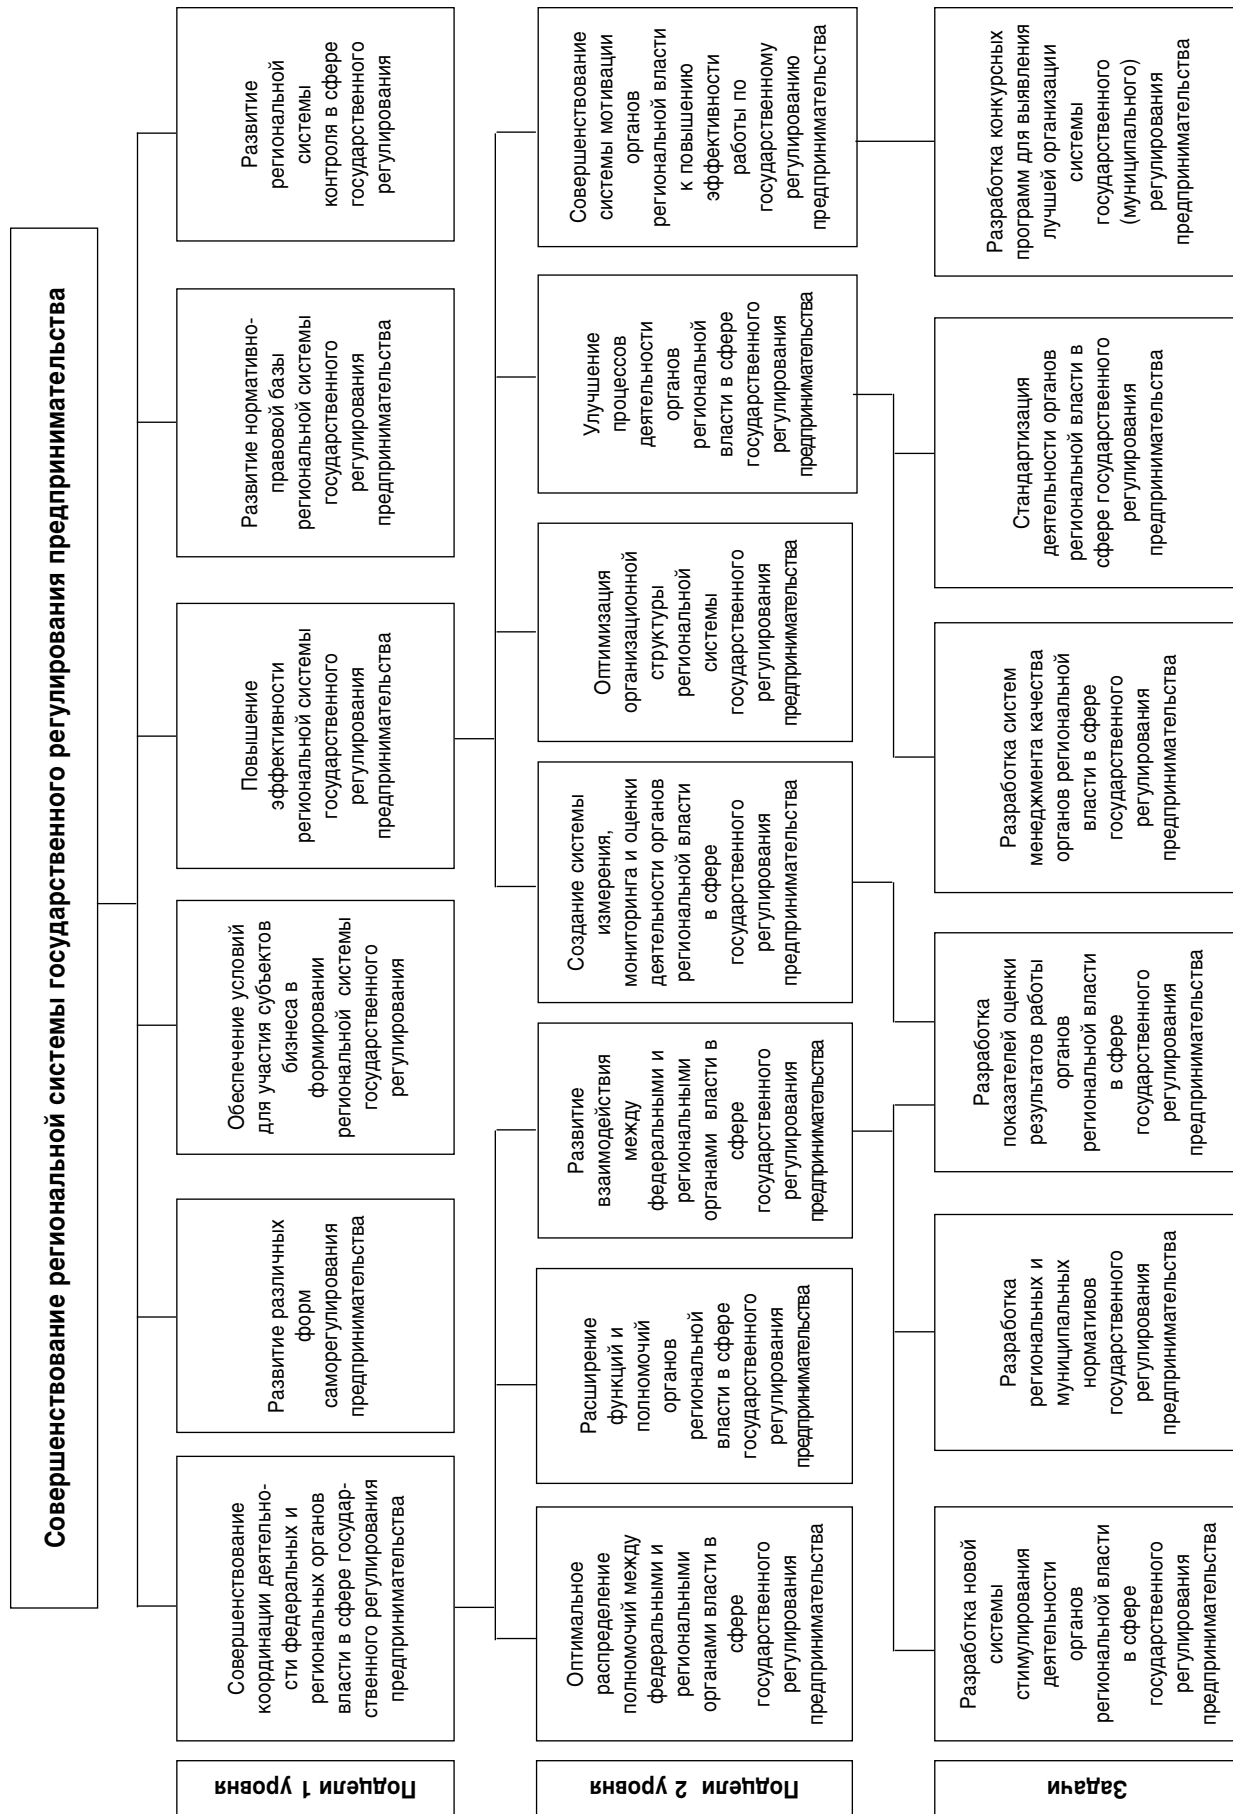 Совершенствование региональной системы государственного регулирования предпринимательства
Подцели 1 уровня
Совершенствование
координации деятельно-
сти федеральных и
региональных органов
власти в сфере государ-
ственного регулирования
предпринимательства
Развитие различных
форм
саморегулирования
предпринимательства
Обеспечение условий
для участия субъектов
бизнеса в
формировании
региональной системы
государственного
регулирования
Повышение
эффективности
региональной системы
государственного
регулирования
предпринимательства
Развитие нормативно-
правовой базы
региональной системы
государственного
регулирования
предпринимательства
Развитие
региональной
системы
контроля в сфере
государственного
регулирования
Подцели 2 уровня
Оптимальное
распределение
полномочий между
федеральными и
региональными
органами власти в
сфере
государственного
регулирования
предпринимательства
Расширение
функций и
полномочий
органов
региональной
власти в сфере
государственного
регулирования
предпринимательства
Развитие
взаимодействия
между
федеральными и
региональными
органами власти в
сфере
государственного
регулирования
предпринимательства
Создание системы
измерения,
мониторинга и оценки
деятельности органов
региональной власти
в сфере
государственного
регулирования
предпринимательства
Оптимизация
организационной
структуры
региональной
системы
государственного
регулирования
предпринимательства
Улучшение
процессов
деятельности
органов
региональной
власти в сфере
государственного
регулирования
предпринимательства
Совершенствование
системы мотивации
органов
региональной власти
к повышению
эффективности
работы по
государственному
регулированию
предпринимательства
Задачи
Разработка новой
системы
стимулирования
деятельности
органов
региональной власти
в сфере
государственного
регулирования
предпринимательства
Разработка
региональных и
муниципальных
нормативов
государственного
регулирования
предпринимательства
Разработка
показателей оценки
результатов работы
органов
региональной власти
в сфере
государственного
регулирования
предпринимательства
Разработка систем
менеджмента качества
органов региональной
власти в сфере
государственного
регулирования
предпринимательства
Стандартизация
деятельности органов
региональной власти в
сфере государственного
регулирования
предпринимательства
Разработка конкурсных
программ для выявления
лучшей организации
системы
государственного
(муниципального)
регулирования
предпринимательства